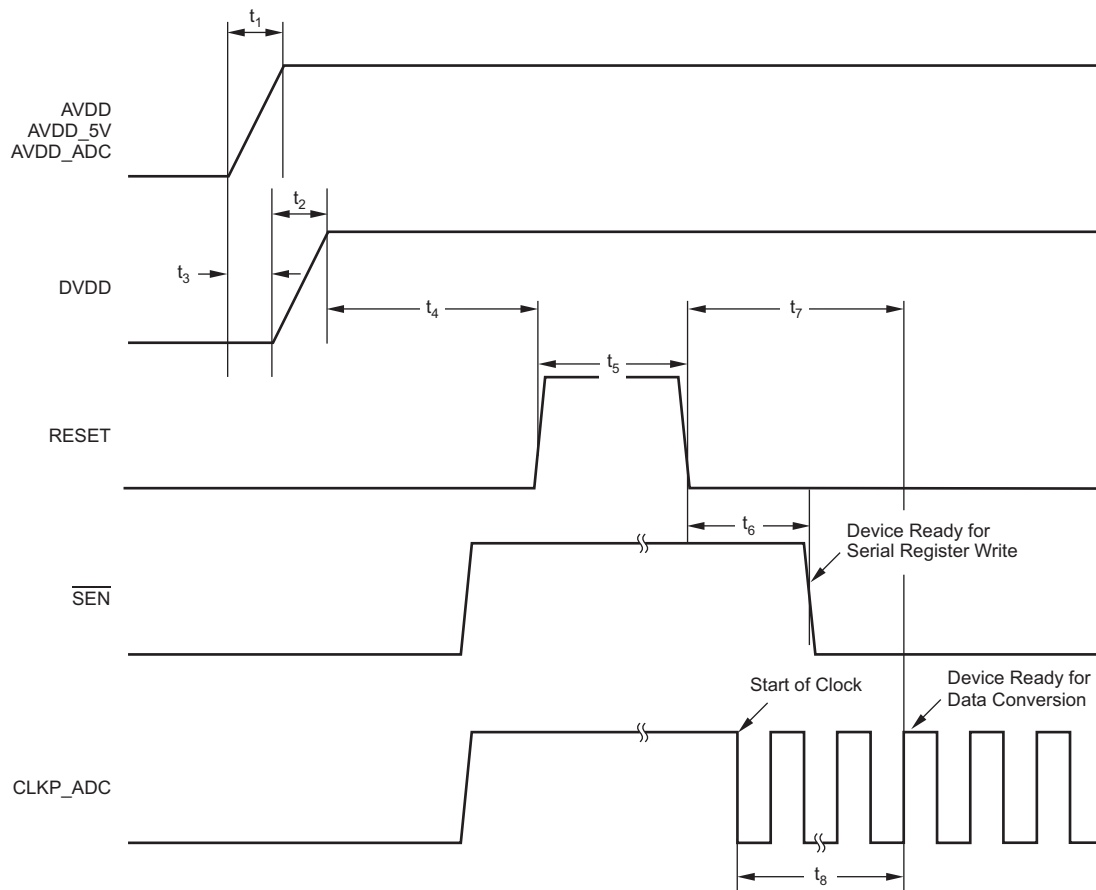 t1
AVDD
AVDD_5V
AVDD_ADC
t2
t3
DVDD
t4
t7
t5
RESET
t6
Device Ready for
Serial Register Write
SEN
Start of Clock
Device Ready for
Data Conversion
CLKP_ADC
t8